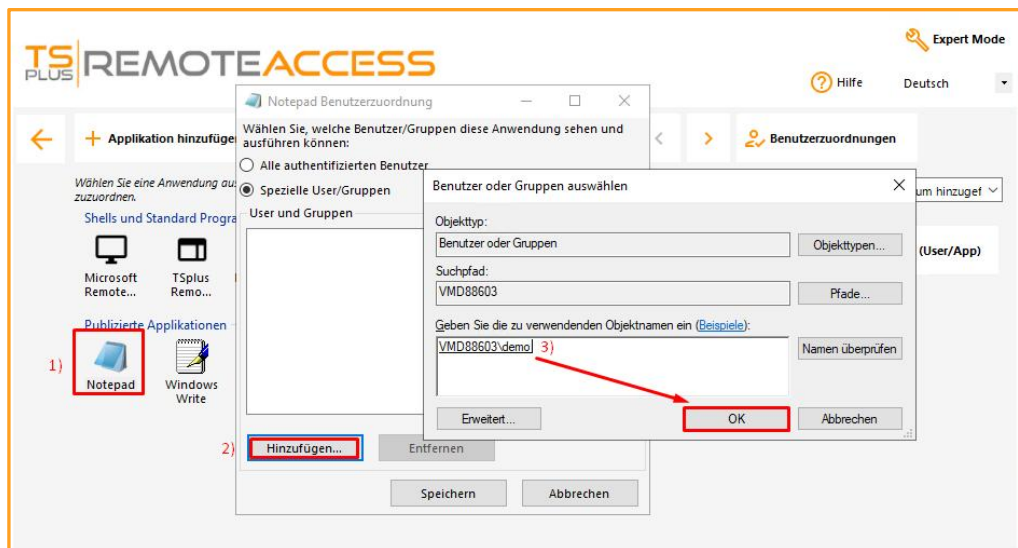 TS PLUS REMOTEACCESS
Expert Mode
Hilfe
Deutsch
Applikation hinzufüge
Benutzerzuordnungen
Wählen Sie eine Anwendung au
zuzuordnen.
Shells und Standard Progra
Microsoft
Remote...
TSplus
Remo...
Publizierte Applikationen
1)
Notepad
Windows
Write
(User/App)
Notepad Benutzerzuordnung
Wählen Sie, welche Benutzer/Gruppen diese Anwendung sehen und
ausführen können:
Alle authentifizierten Benutzer
Spezielle User/Gruppen
User und Gruppen
2)
Hinzufügen...
Entfernen
Speichern
Abbrechen
Benutzer oder Gruppen auswählen
Objekttyp:
Benutzer oder Gruppen
Objekttypen...
Suchpfad:
VMD88603
Pfade...
Geben Sie die zu verwendenden Objektnamen ein (Beispiele):
VMD88603\demo
3)
Namen überprüfen
Erweitert...
OK
Abbrechen